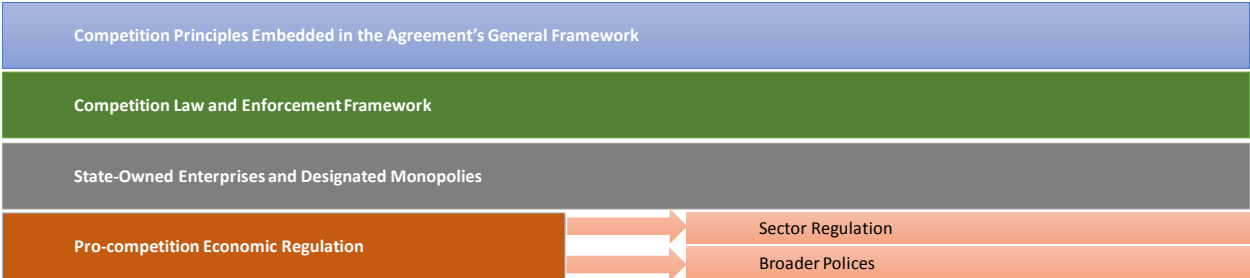 Competition Principles Embedded in the Agreement's General Framework
Competition Law and Enforcement Framework
State-Owned Enterprises and Designated Monopolies
Pro-competition Economic Regulation
Sector Regulation
Broader Polices